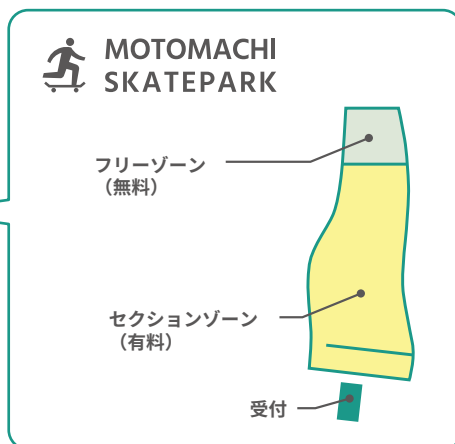 MOTOMACHI
SKATEPARK
フリーゾーン
（無料）
セクションゾーン
（有料）
受付